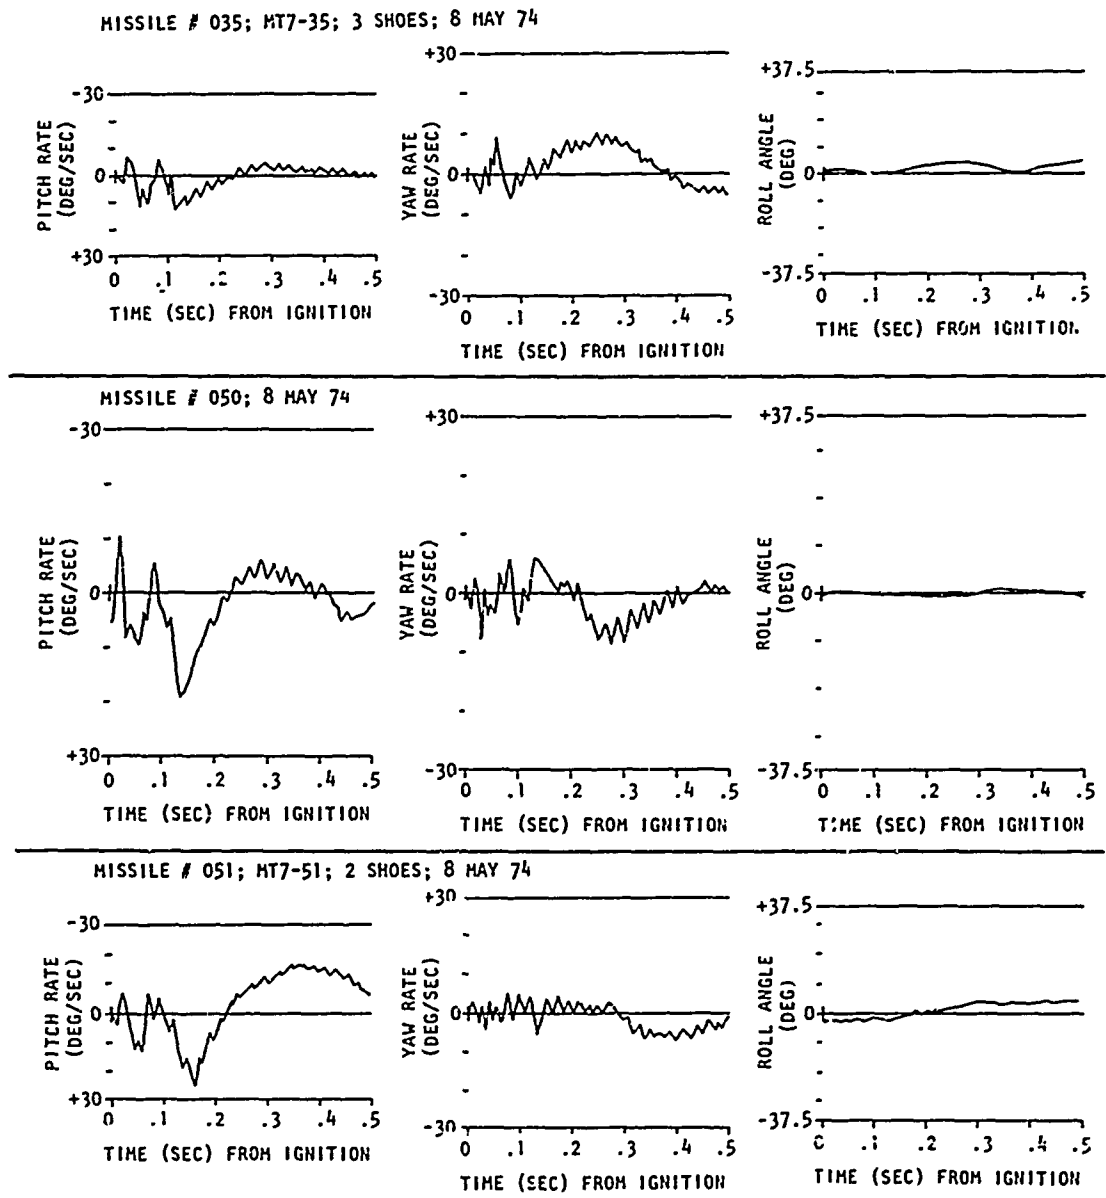 MISSILE # 035; MT7-35; 3 SHOES; 8 MAY 74
-30
0
+30
PITCH RATE
(DEG/SEC)
0 .1 .2 .3 .4 .5
TIME (SEC) FROM IGNITION
+30
0
-30
YAW RATE
(DEG/SEC)
0 .1 .2 .3 .4 .5
TIME (SEC) FROM IGNITION
+37.5
0
-37.5
ROLL ANGLE
(DEG)
0 .1 .2 .3 .4 .5
TIME (SEC) FROM IGNITION
MISSILE # 050; 8 MAY 74
-30
0
+30
PITCH RATE
(DEG/SEC)
0 .1 .2 .3 .4 .5
TIME (SEC) FROM IGNITION
+30
0
-30
YAW RATE
(DEG/SEC)
0 .1 .2 .3 .4 .5
TIME (SEC) FROM IGNITION
+37.5
0
-37.5
ROLL ANGLE
(DEG)
0 .1 .2 .3 .4 .5
TIME (SEC) FROM IGNITION
MISSILE # 051; MT7-51; 2 SHOES; 8 MAY 74
-30
0
+30
PITCH RATE
(DEG/SEC)
0 .1 .2 .3 .4 .5
TIME (SEC) FROM IGNITION
+30
0
-30
YAW RATE
(DEG/SEC)
0 .1 .2 .3 .4 .5
TIME (SEC) FROM IGNITION
+37.5
0
-37.5
ROLL ANGLE
(DEG)
0 .1 .2 .3 .4 .5
TIME (SEC) FROM IGNITION